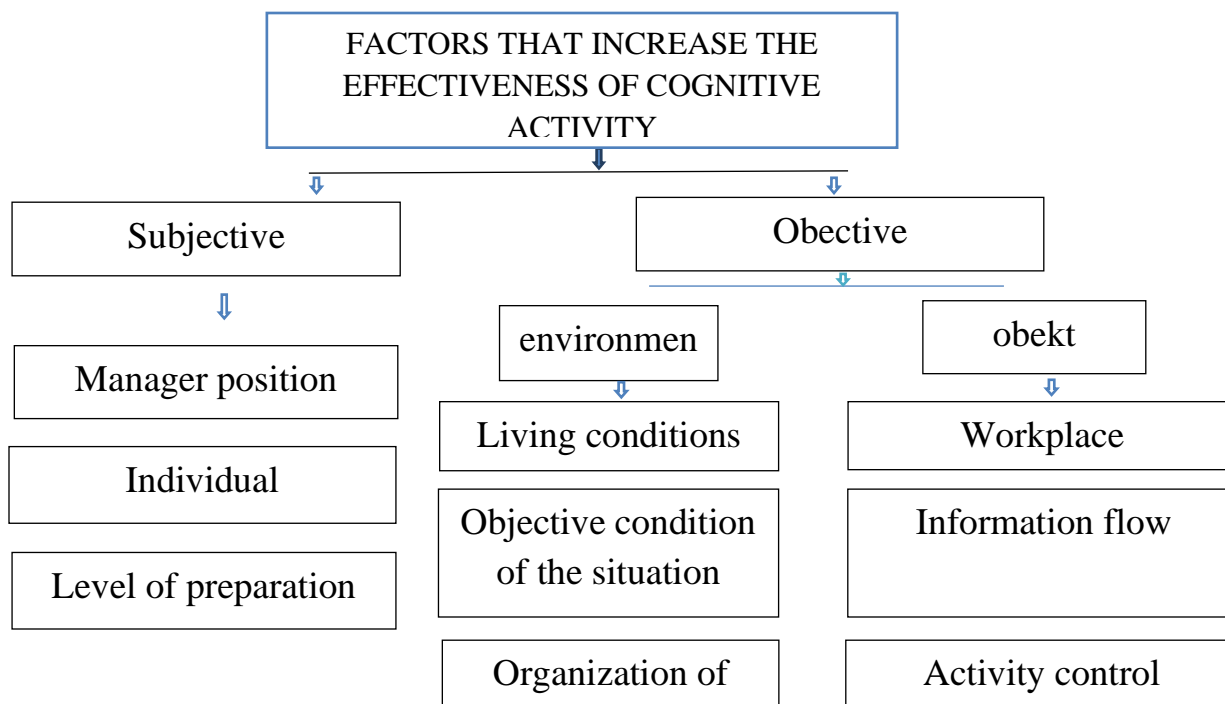 FACTORS THAT INCREASE THE
EFFECTIVENESS OF COGNITIVE
ACTIVITY
Subjective
Obective
Manager position
Individual
Level of preparation
environmen
Living conditions
Objective condition
of the situation
Organization of
obekt
Workplace
Information flow
Activity control